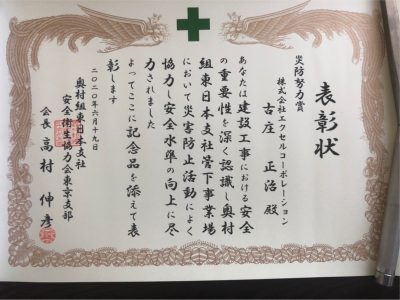 表彰状
災防努力賞
株式会社エクセルコーポレーション
古庄 正治 殿
あなたは建設工事における安全
の重要性を深く認識し奥村
組東日本支社管下事業場
において災害防止活動によく
協力し安全水準の向上に尽
力されました
よってここに記念品を添えて表
彰します
二〇二〇年六月十九日
奥村組東日本支社
安全衛生協力会東京支部
会長 高村 伸彦